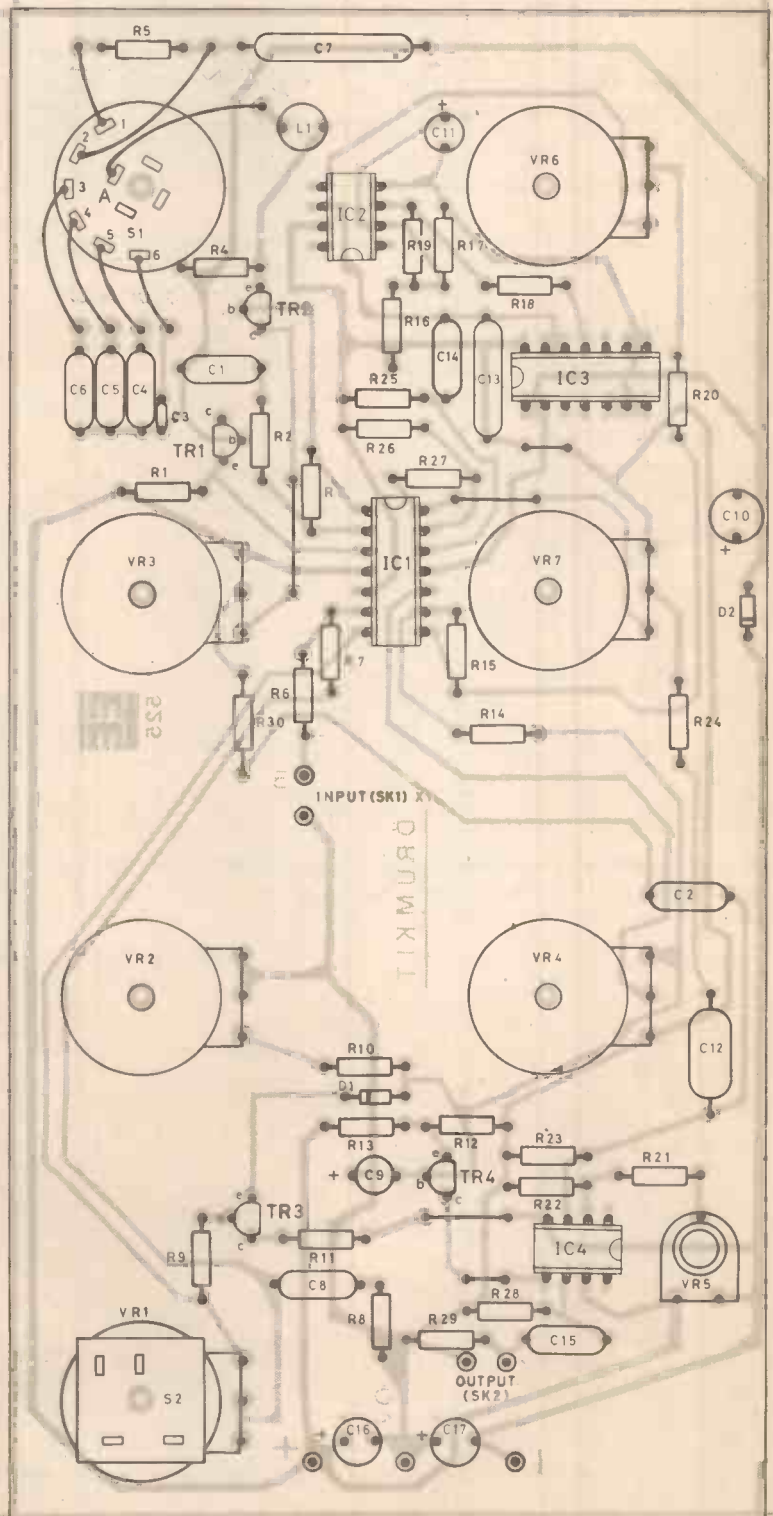 R5
C7
1
2
A
3
4
5
S1
6
L1
+
C11
VR6
IC2
R19
R17
R4
e
b
TR2
c
R16
R18
C6
C5
C4
C3
C1
C14
C13
IC3
R25
R20
R26
c
b
e
TR1
R2
R27
R1
R
C10
+
VR3
IC1
VR7
D2
R7
R15
R6
R30
R14
R24
525
INPUT(SK1)
DRUMKIT
C2
VR2
VR4
C12
R10
D1
R13
R12
R23
R21
+
C9
e
b
c
TR4
R22
e
TR3
c
R9
R11
IC4
VR5
C8
R8
R28
R29
C15
VR1
S2
OUTPUT
(SK2)
+
C16
+
C17